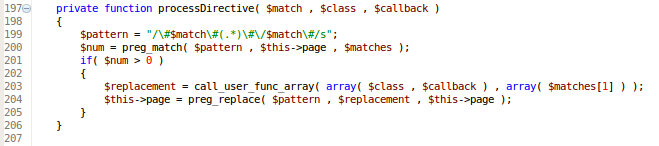 197 private function processDirective( $match , $class , $callback )
198 {
199 $pattern = "/\#$match\#(.*)\#\/$match\#/s";
200 $num = preg_match( $pattern , $this->page , $matches );
201 if( $num > 0 )
202 {
203 $replacement = call_user_func_array( array( $class , $callback ) , array( $matches[1] ) );
204 $this->page = preg_replace( $pattern , $replacement , $this->page );
205 }
206 }
207